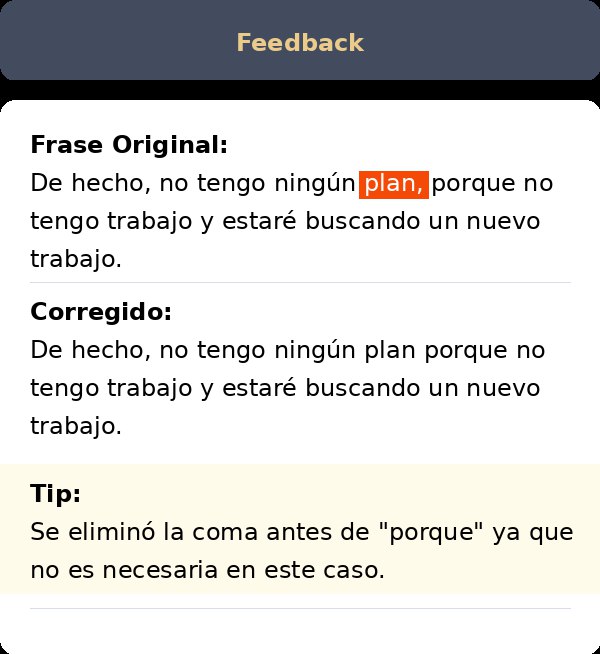 Feedback
Frase Original:
De hecho, no tengo ningún plan, porque no
tengo trabajo y estaré buscando un nuevo
trabajo.
Corregido:
De hecho, no tengo ningún plan porque no
tengo trabajo y estaré buscando un nuevo
trabajo.
Tip:
Se eliminó la coma antes de "porque" ya que
no es necesaria en este caso.